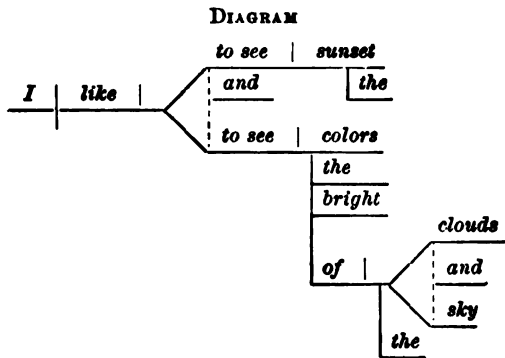 DIAGRAM
to see | sunset
and the
I | like |
to see | colors
the
bright
clouds
of | and
sky
the